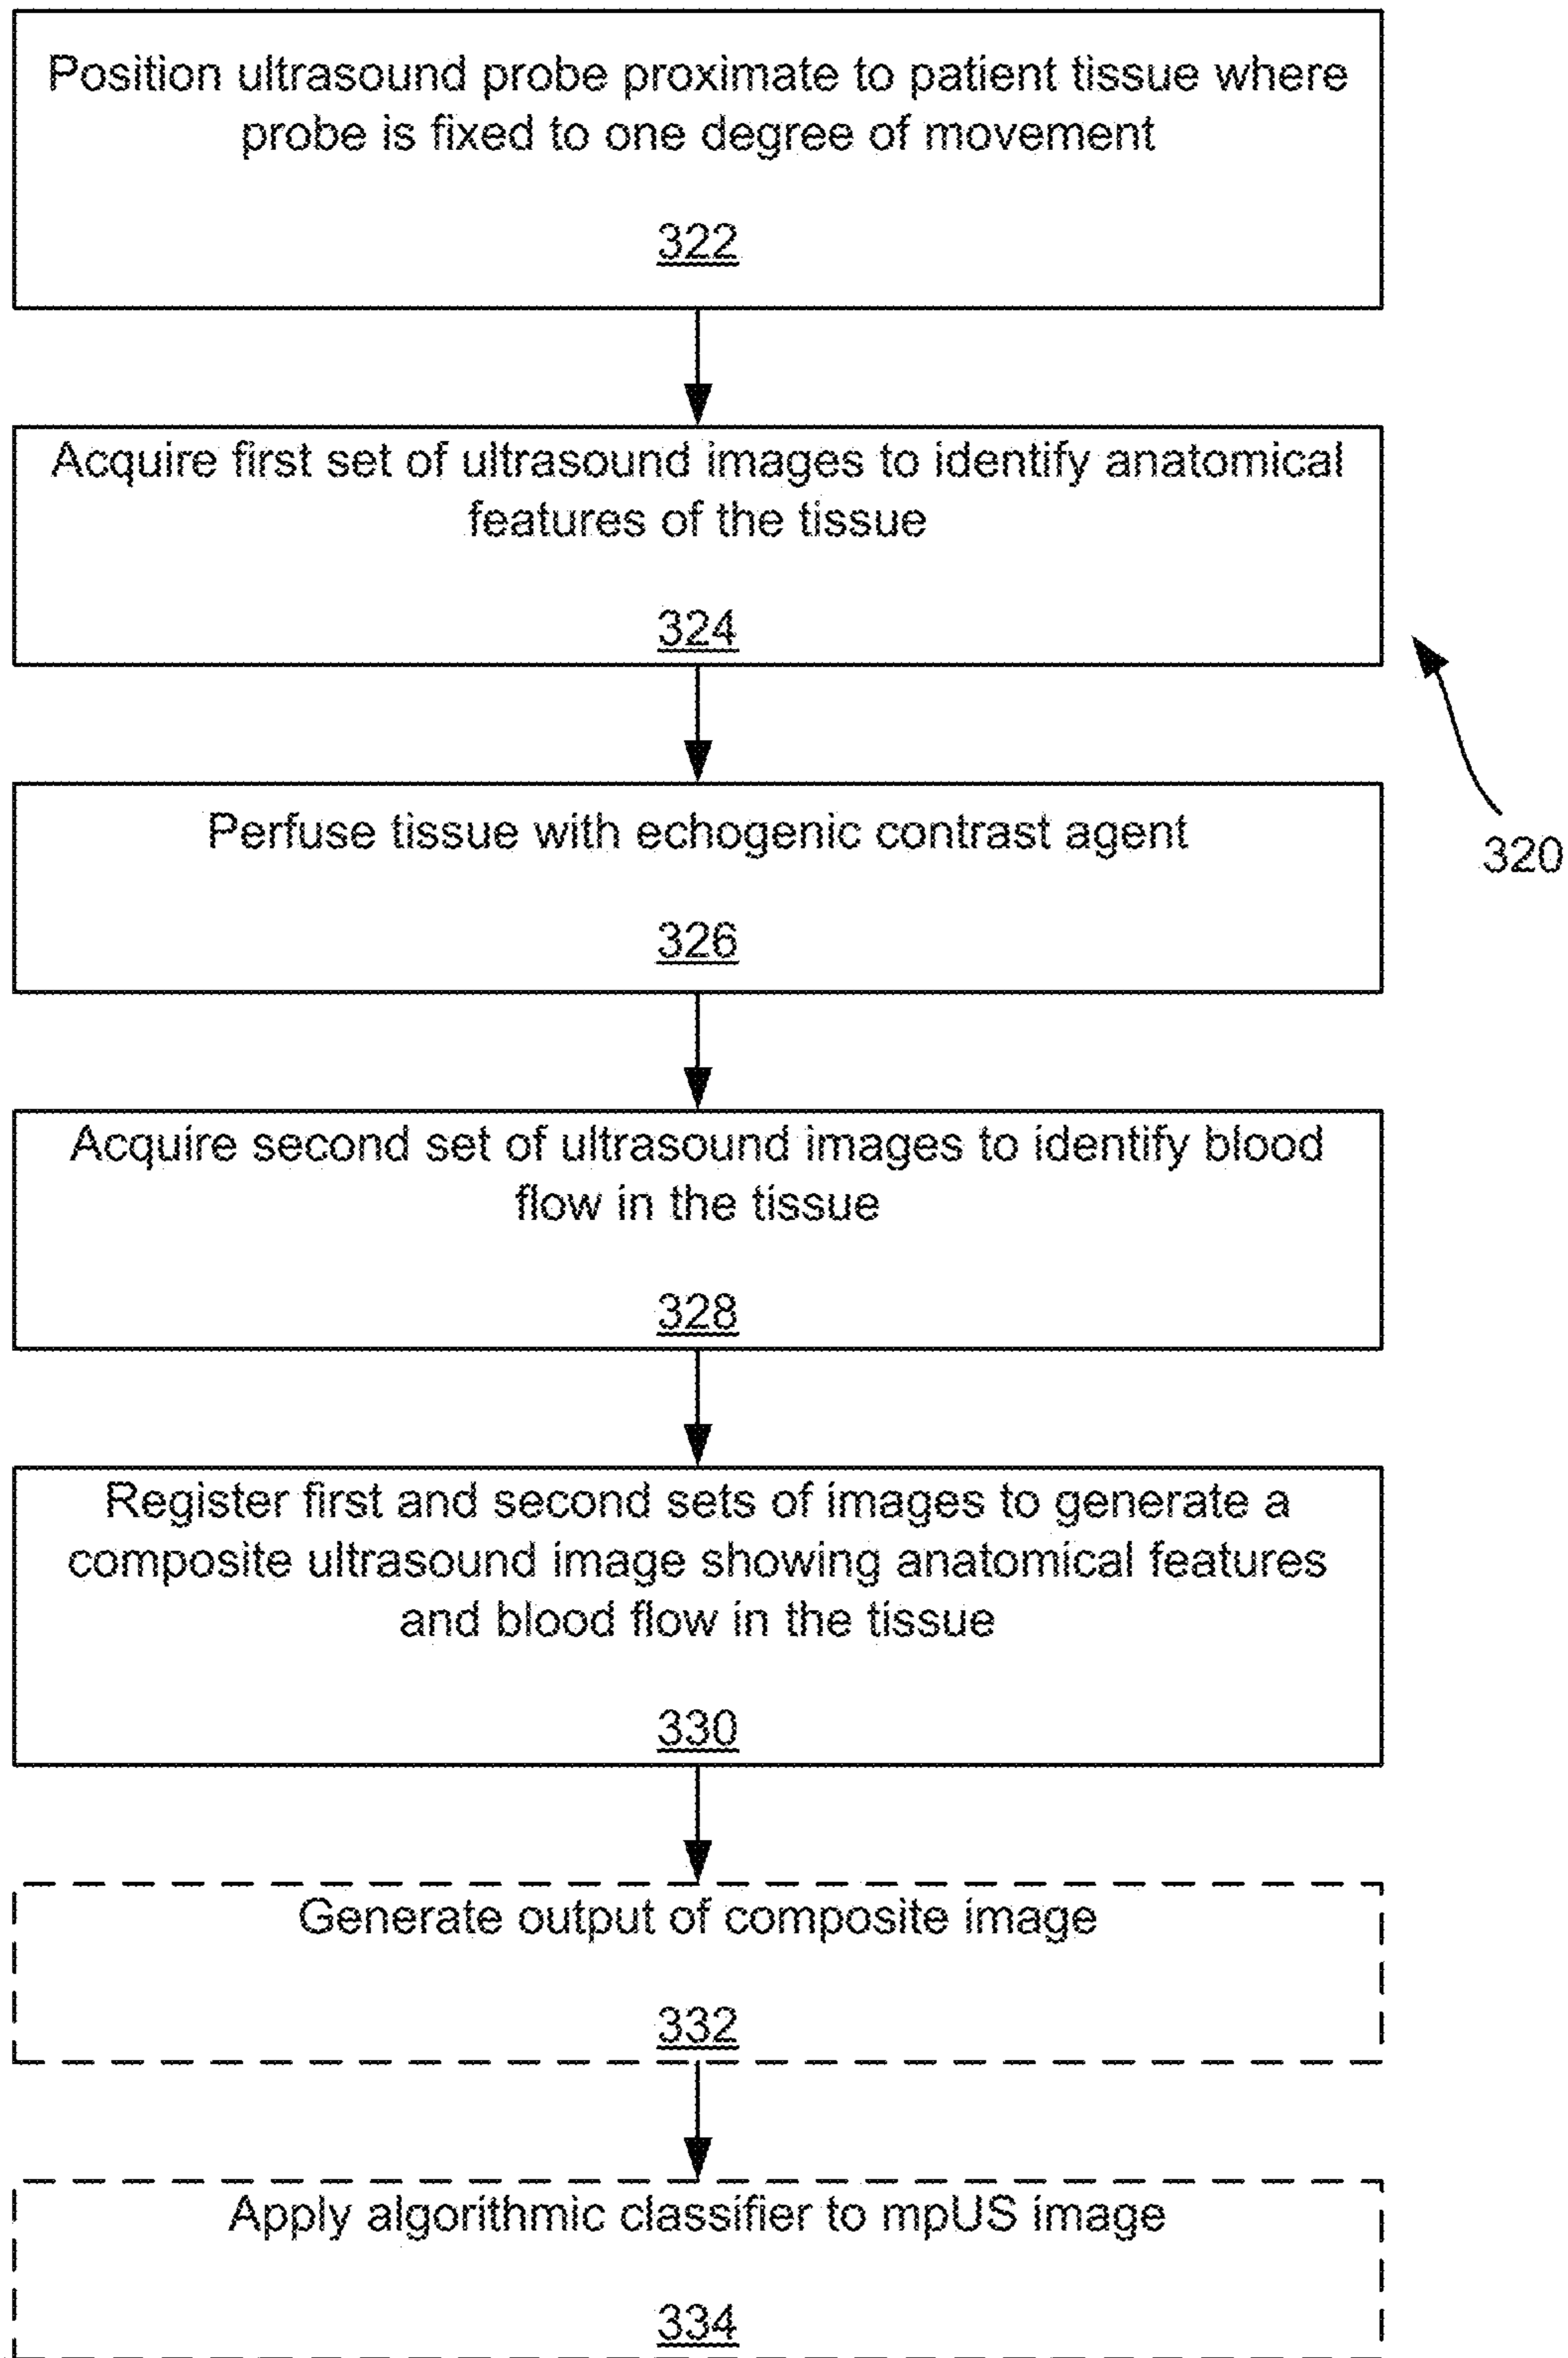 Position ultrasound probe proximate to patient tissue where
probe is fixed to one degree of movement
322
Acquire first set of ultrasound images to identify anatomical
features of the tissue
324
320
Perfuse tissue with echogenic contrast agent
326
Acquire second set of ultrasound images to identify blood
flow in the tissue
328
Register first and second sets of images to generate a
composite ultrasound image showing anatomical features
and blood flow in the tissue
330
Generate output of composite image
332
Apply algorithmic classifier to mpUS image
334